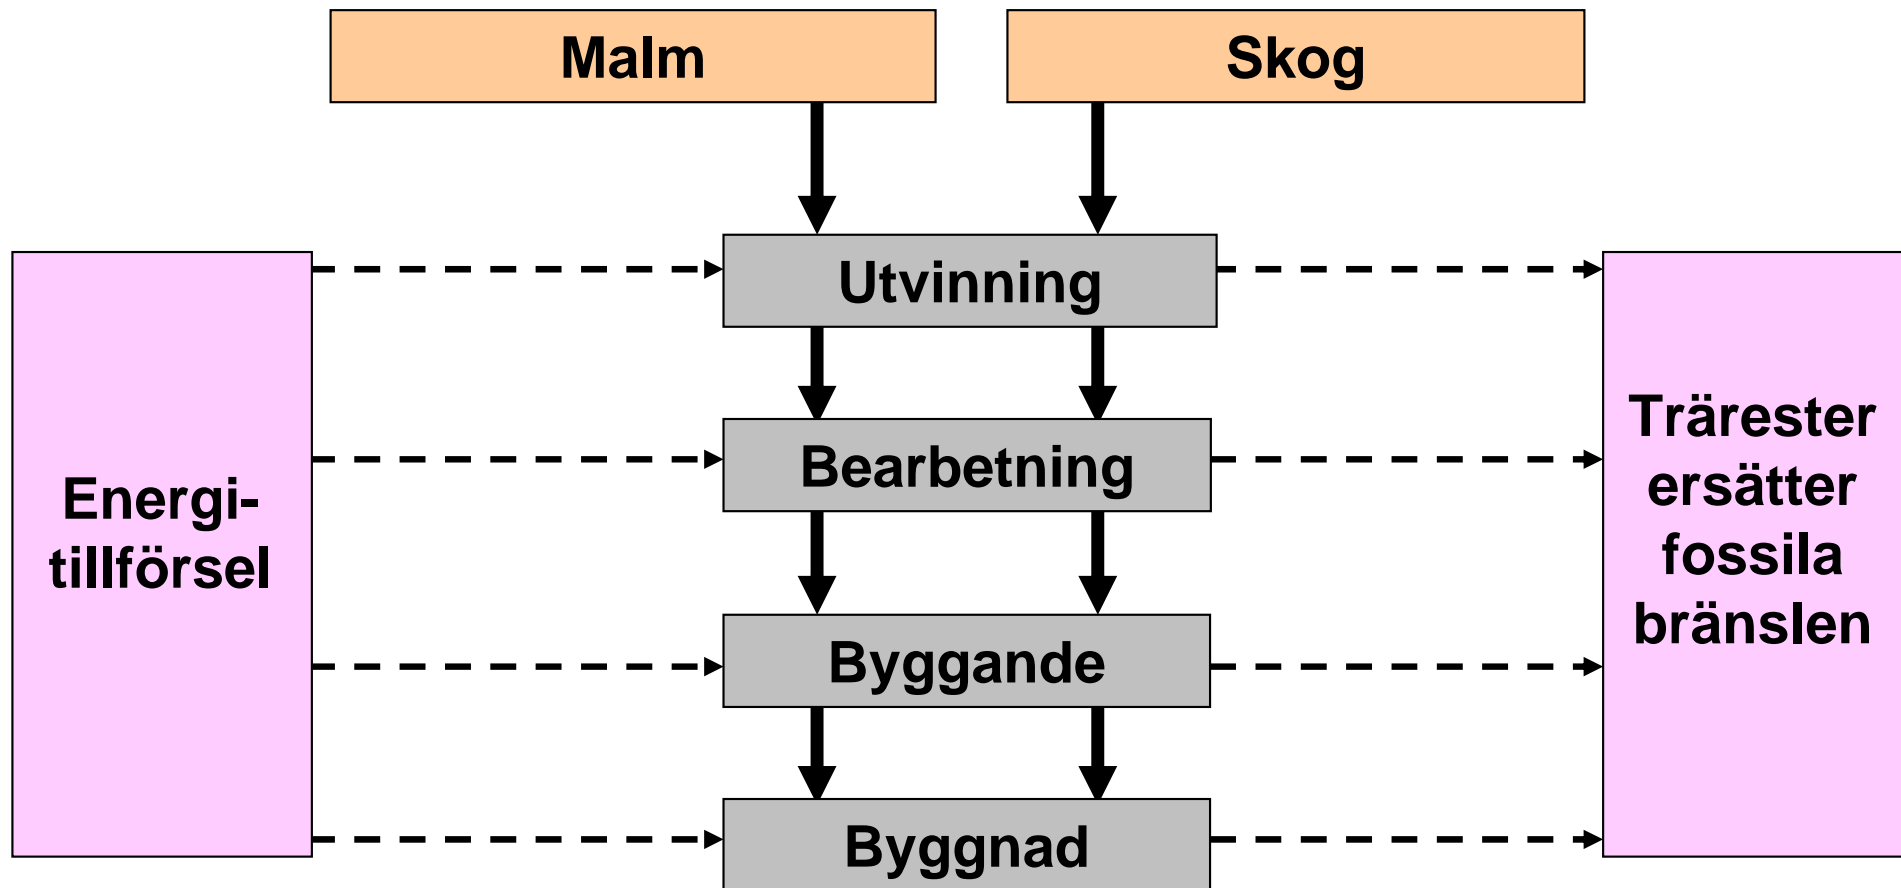 Malm
Skog
Utvinning
Bearbetning
Byggande
Byggnad
Energi-
tillförsel
Trärester
ersätter
fossila
bränslen